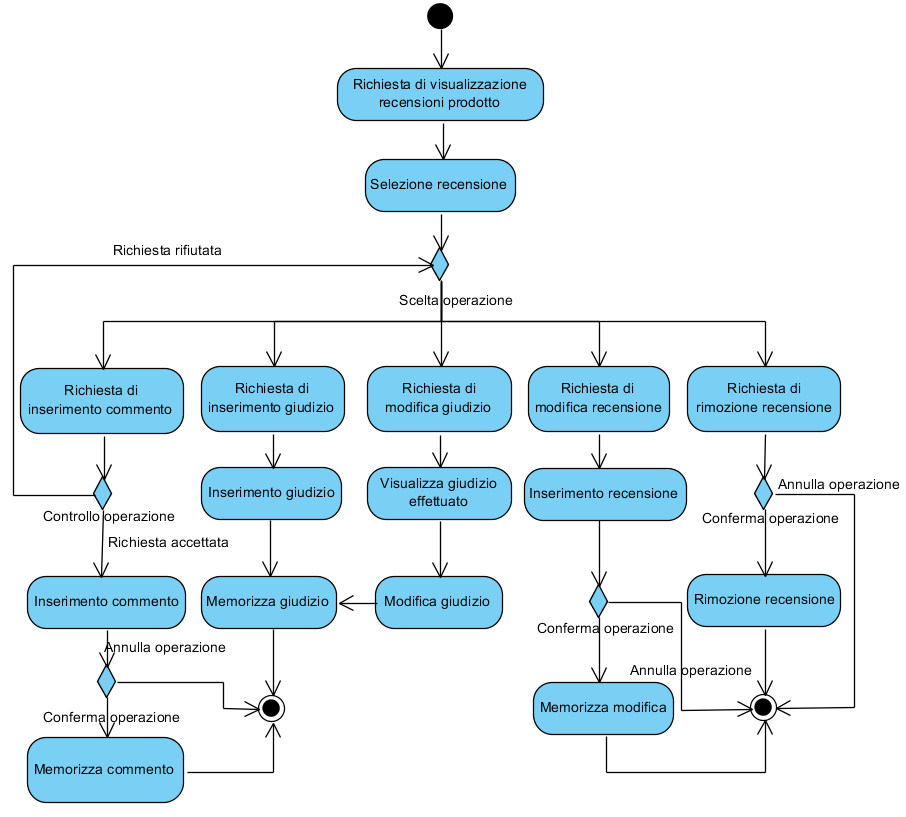 Richiesta di visualizzazione
recensioni prodotto
Selezione recensione
Richiesta rifiutata
Scelta operazione
Richiesta di
inserimento commento
Richiesta di
inserimento giudizio
Richiesta di
modifica giudizio
Richiesta di
modifica recensione
Richiesta di
rimozione recensione
Inserimento giudizio
Visualizza giudizio
effettuato
Inserimento recensione
Annulla operazione
Controllo operazione
Conferma operazione
Richiesta accettata
Inserimento commento
Memorizza giudizio
Modifica giudizio
Rimozione recensione
Conferma operazione
Annulla operazione
Annulla operazione
Conferma operazione
Memorizza modifica
Memorizza commento